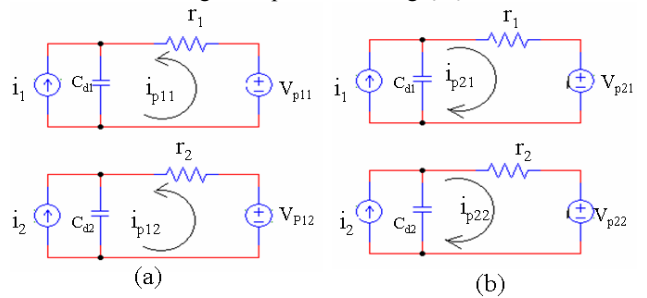 r1
i1
Cd1
ip11
Vp11
r2
i2
Cd2
ip12
VP12
(a)
r1
i1
Cd1
ip21
Vp21
r2
i2
Cd2
ip22
Vp22
(b)